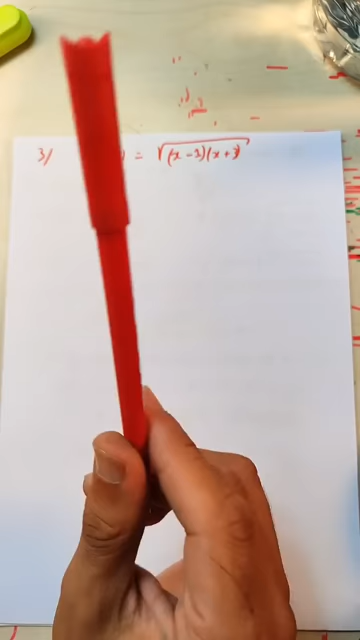 3/ ) = √(x - 3)(x + 3)